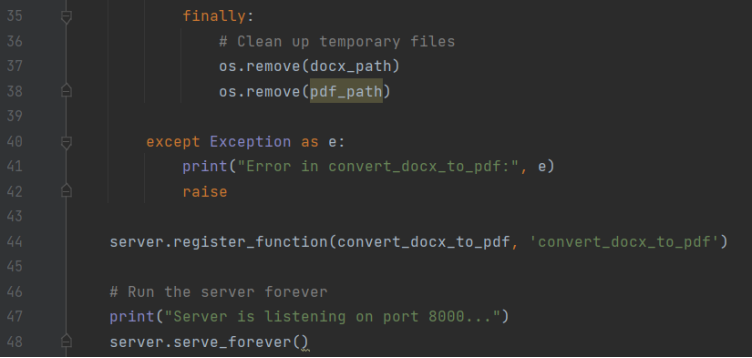 35 finally:
36 # Clean up temporary files
37 os.remove(docx_path)
38 os.remove(pdf_path)
39
40 except Exception as e:
41 print("Error in convert_docx_to_pdf:", e)
42 raise
43
44 server.register_function(convert_docx_to_pdf, 'convert_docx_to_pdf')
45
46 # Run the server forever
47 print("Server is listening on port 8000...")
48 server.serve_forever()